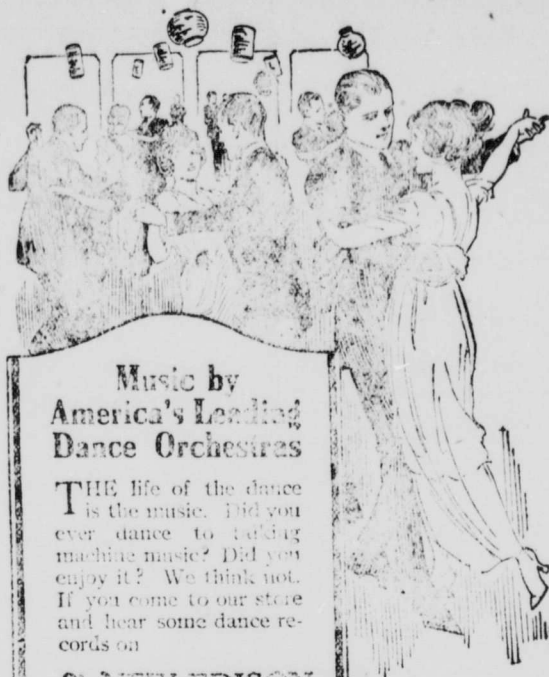 Music by
America's Leading
Dance Orchestras
THE life of the dance
is the music. Did you
ever dance to talking
machine music? Did you
enjoy it? We think not.
If you come to our store
and hear some dance re-
cords on
NEW EDISON